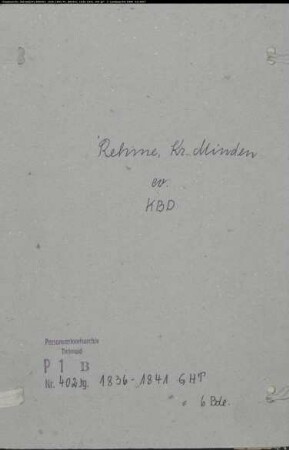 Rehme, Kr. Minden
ev.
KBD
Personenstandsarchiv
Detmold
P 1 B
Nr. 402 Jg. 1836-1841 GHT
6 Bde.